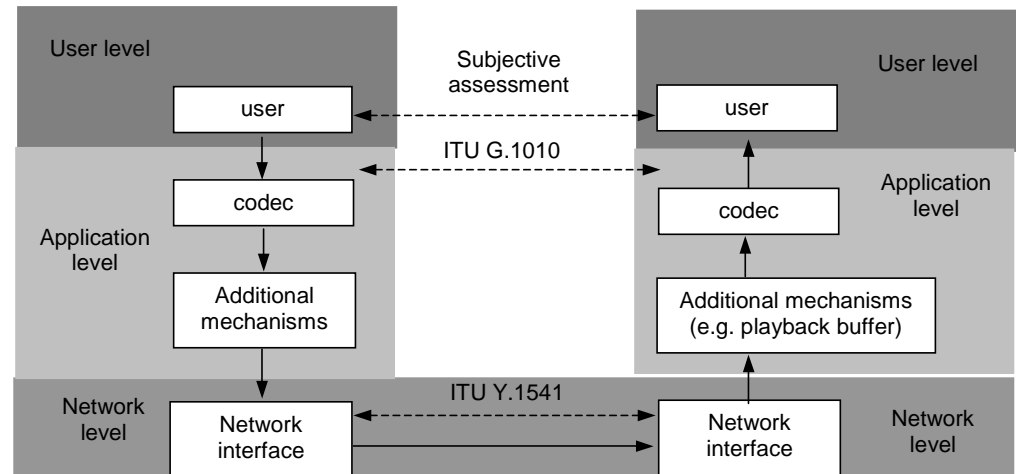 User level
Subjective
assessment
User level
user
user
ITU G.1010
codec
Application
level
codec
Application
level
Additional
mechanisms
Additional mechanisms
(e.g. playback buffer)
ITU Y.1541
Network
level
Network
interface
Network
interface
Network
level